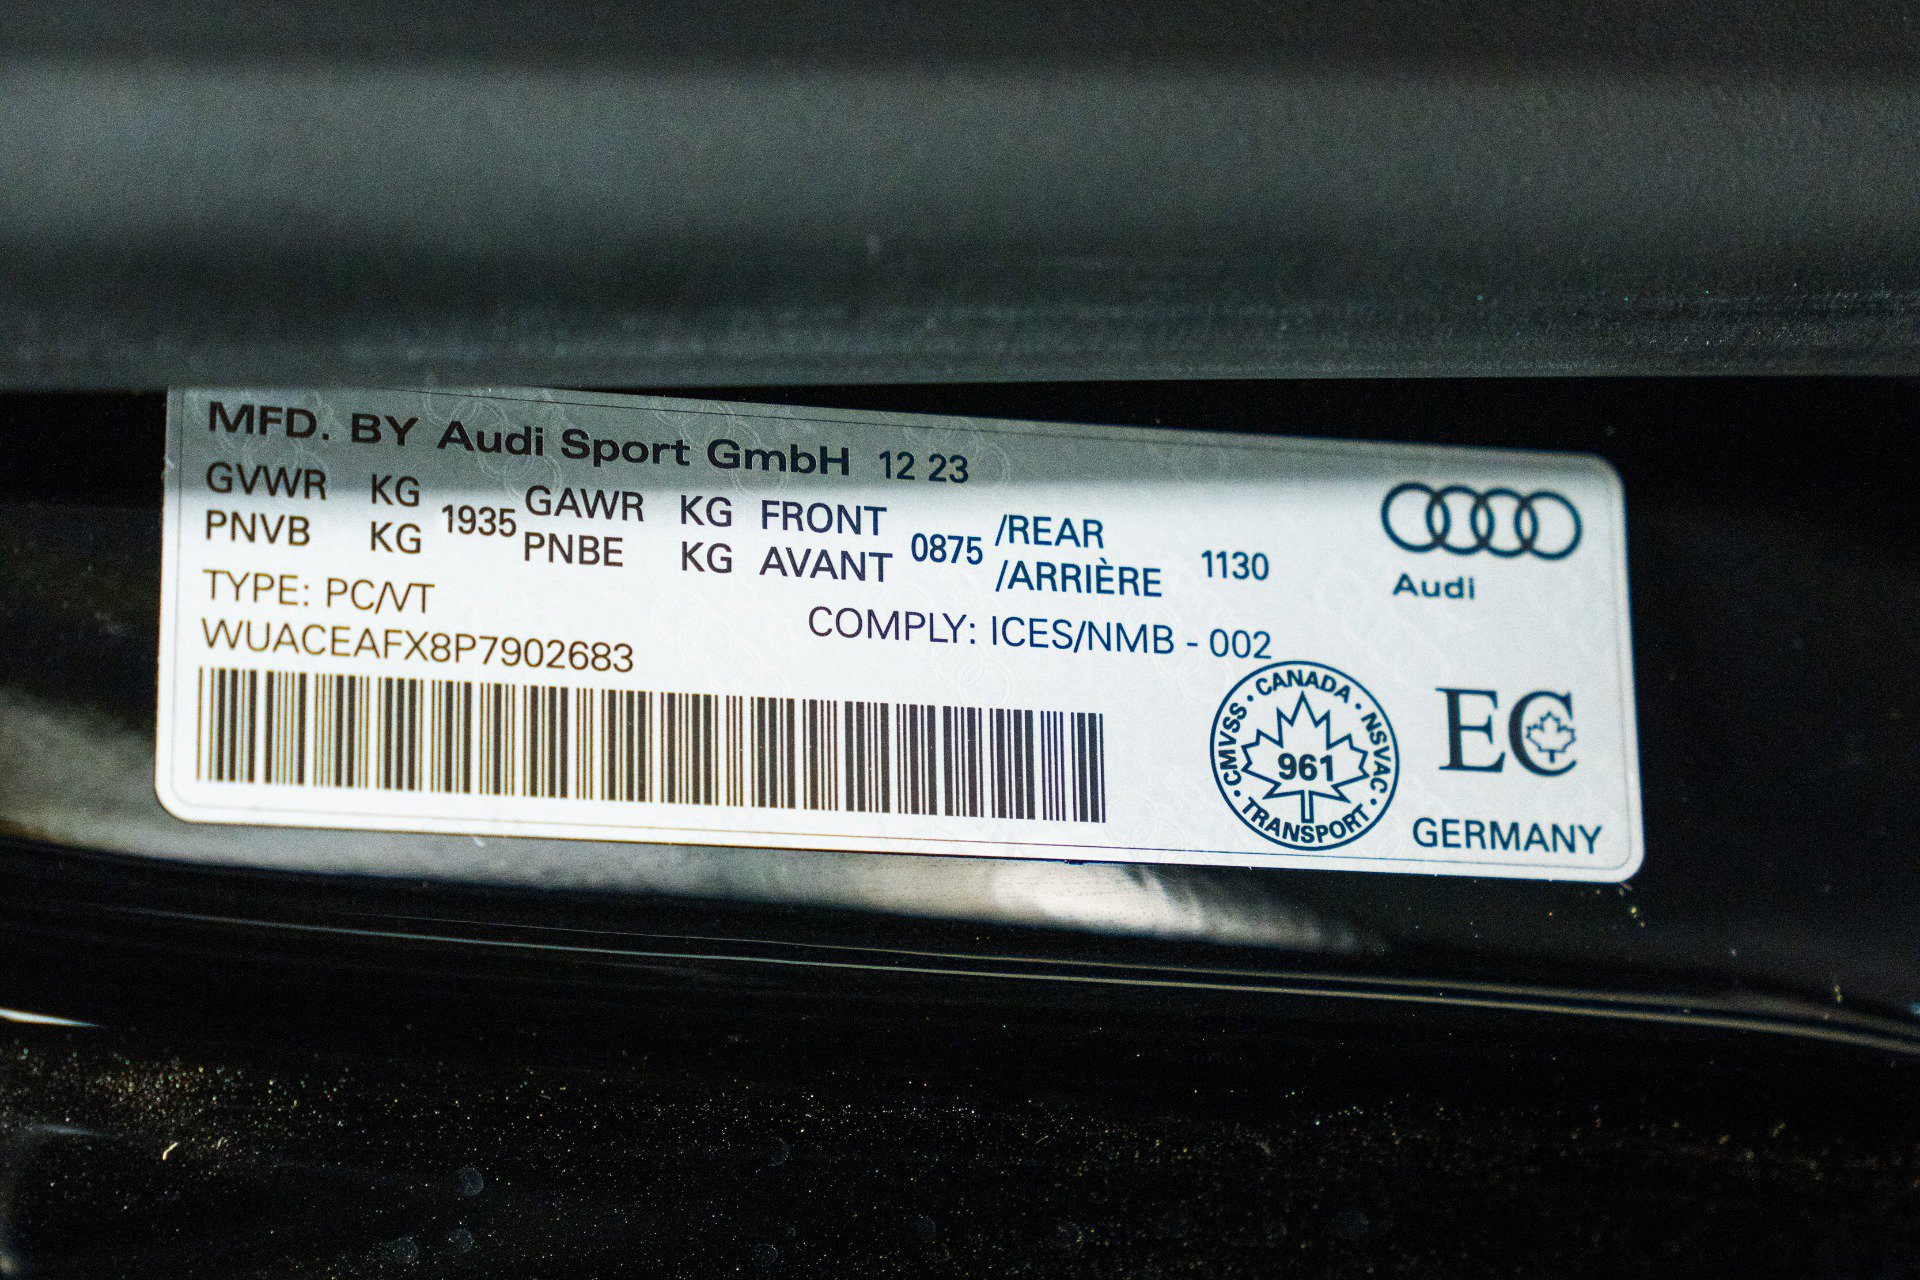 MFD. BY Audi Sport GmbH 12 23
GVWR KG 1935 GAWR KG FRONT 0875 /REAR 1130
PNVB KG PNBE KG AVANT /ARRIÈRE
TYPE: PC/VT
COMPLY: ICES/NMB - 002
WUACEAFX8P7902683
Audi
CANADA · NSVAC · TRANSPORT · CMVSS ·
961
EC
GERMANY